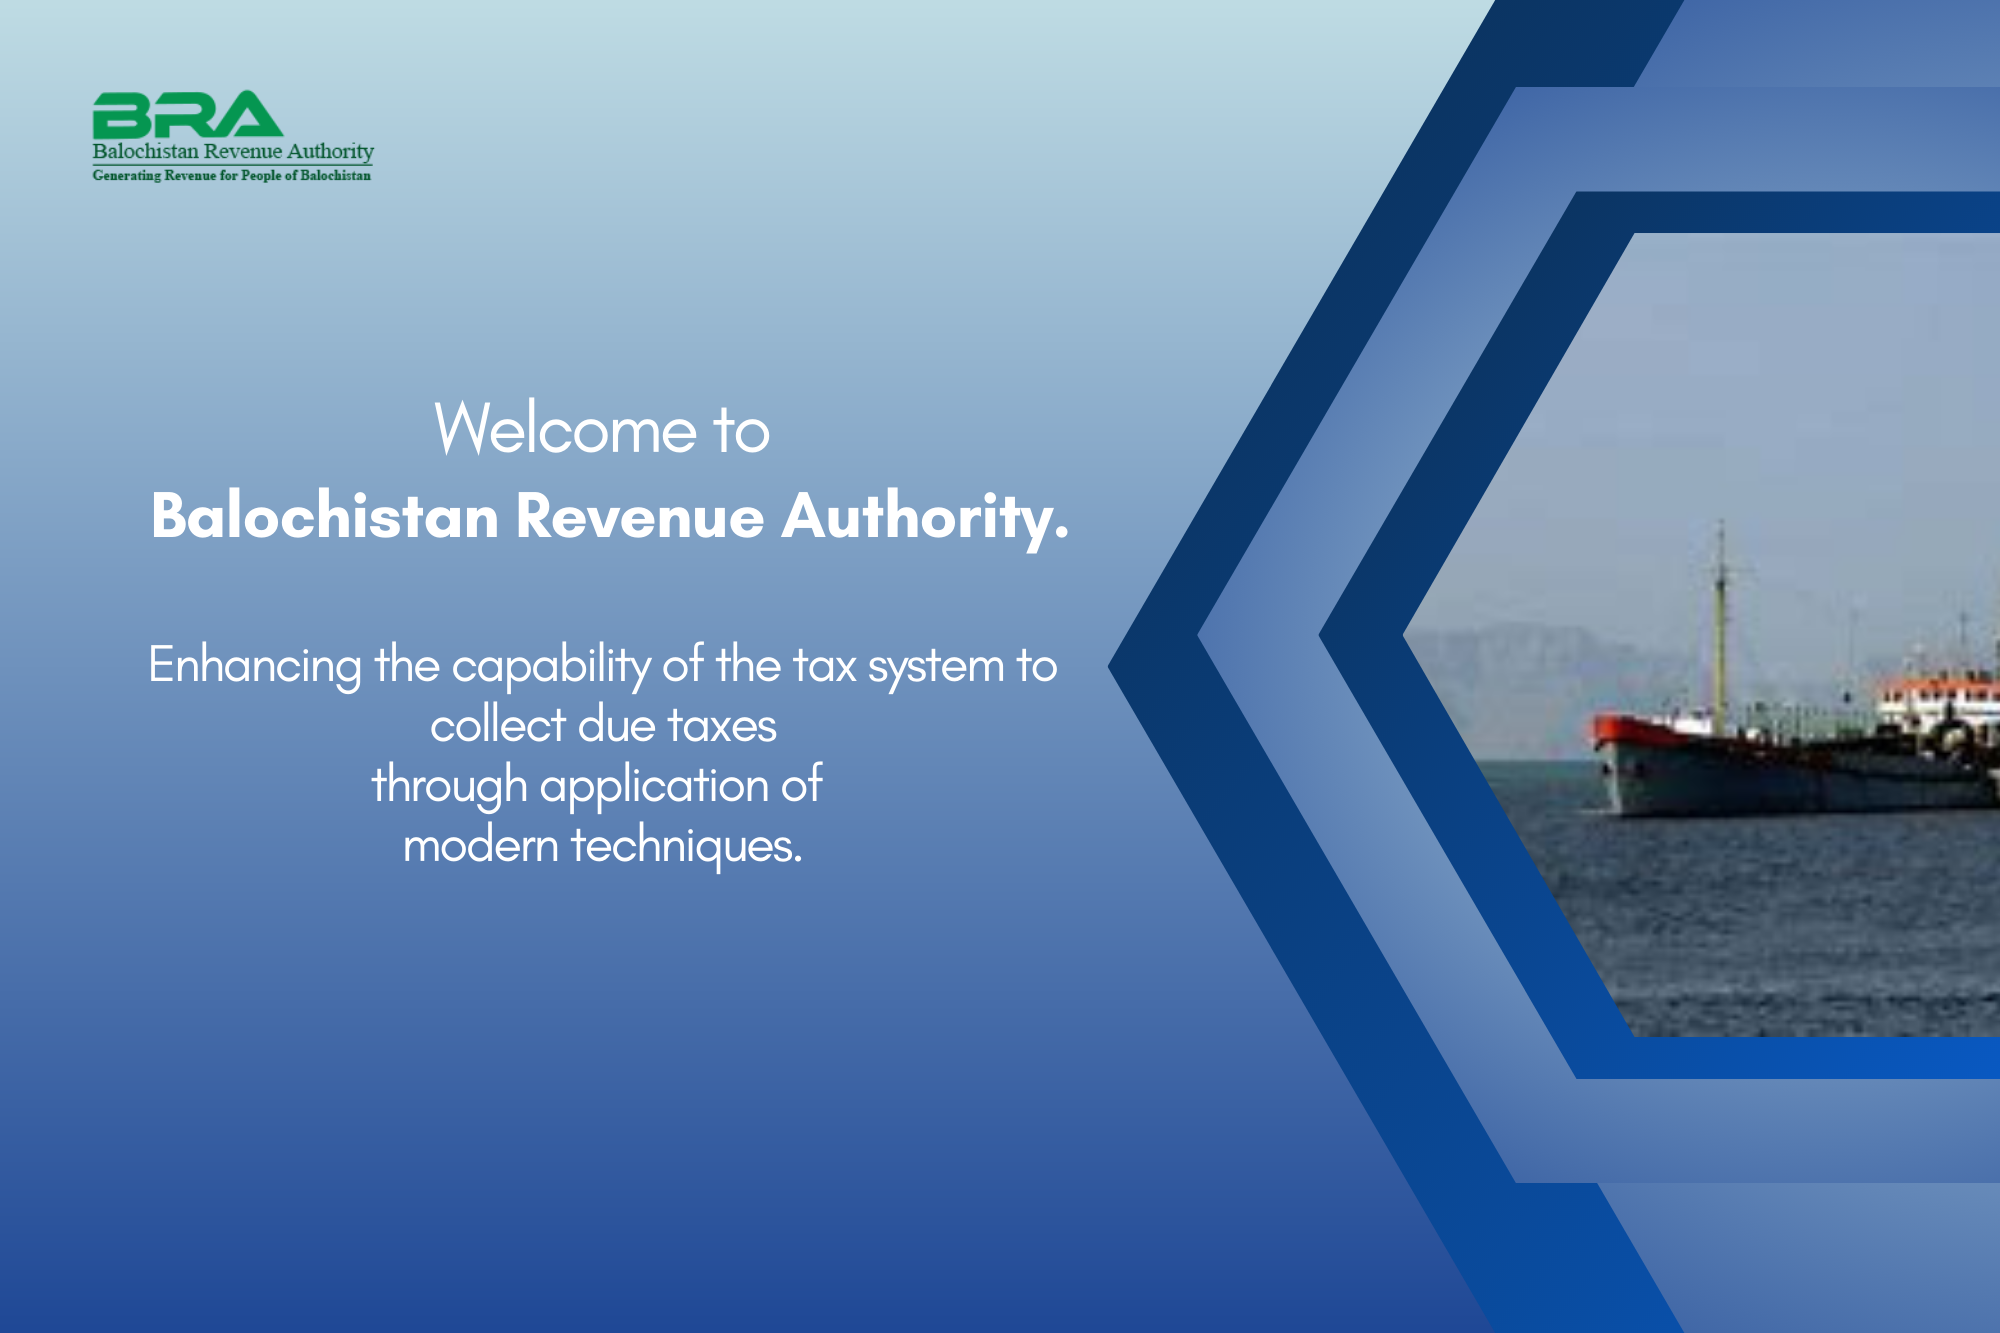 BRA
Balochistan Revenue Authority
Generating Revenue for People of Balochistan
Welcome to
Balochistan Revenue Authority.
Enhancing the capability of the tax system to
collect due taxes
through application of
modern techniques.